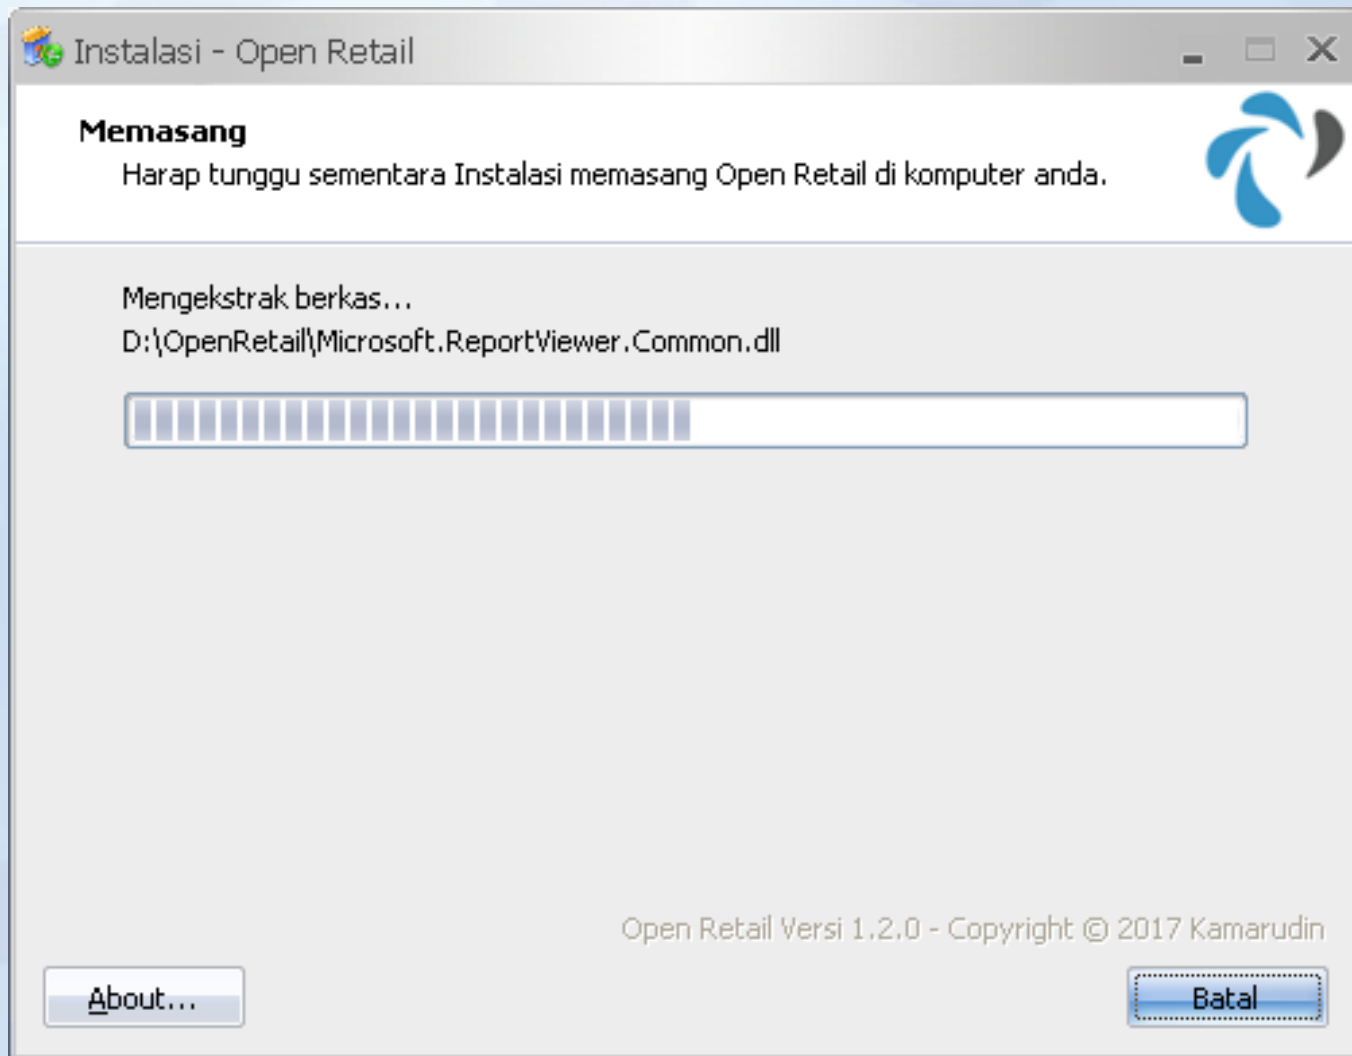 Instalasi - Open Retail
Memasang
Harap tunggu sementara Instalasi memasang Open Retail di komputer anda.
Mengekstrak berkas...
D:\OpenRetail\Microsoft.ReportViewer.Common.dll
Open Retail Versi 1.2.0 - Copyright © 2017 Kamarudin
About...
Batal